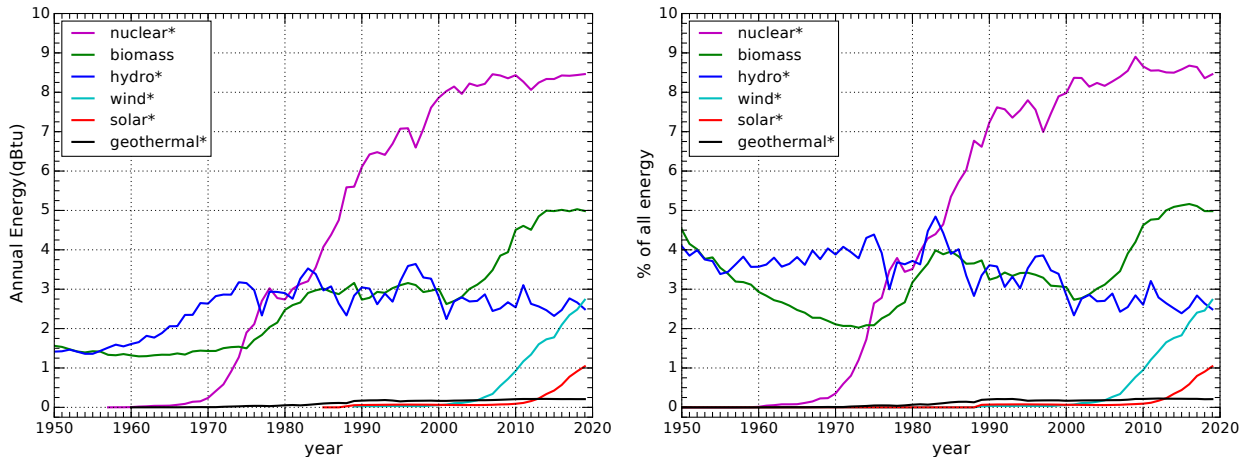 Annual Energy(qBtu)
10
9
8
7
6
5
4
3
2
1
0
nuclear*
biomass
hydro*
wind*
solar*
geothermal*
1950 1960 1970 1980 1990 2000 2010 2020
year
% of all energy
10
9
8
7
6
5
4
3
2
1
0
nuclear*
biomass
hydro*
wind*
solar*
geothermal*
1950 1960 1970 1980 1990 2000 2010 2020
year